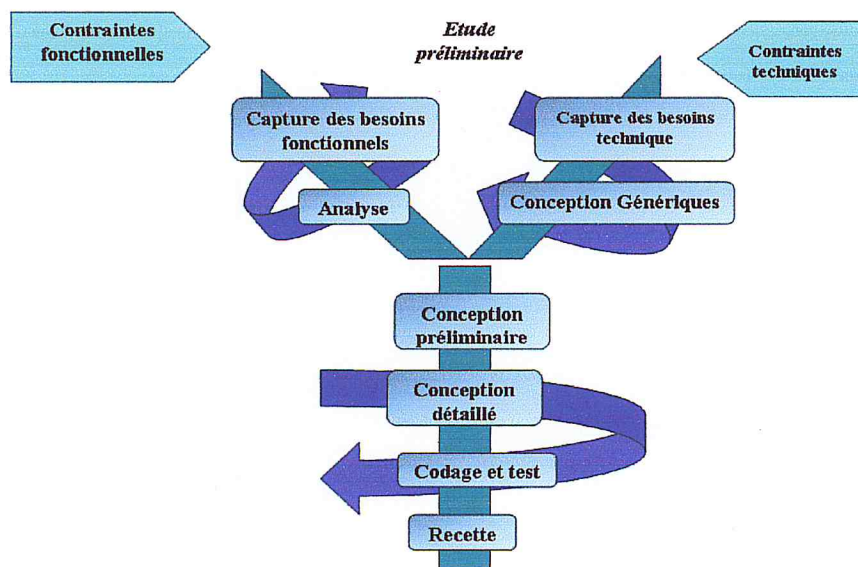 Contraintes
fonctionnelles
Etude
préliminaire
Contraintes
techniques
Capture des besoins
fonctionnels
Capture des besoins
technique
Analyse
Conception Génériques
Conception
préliminaire
Conception
détaillé
Codage et test
Recette